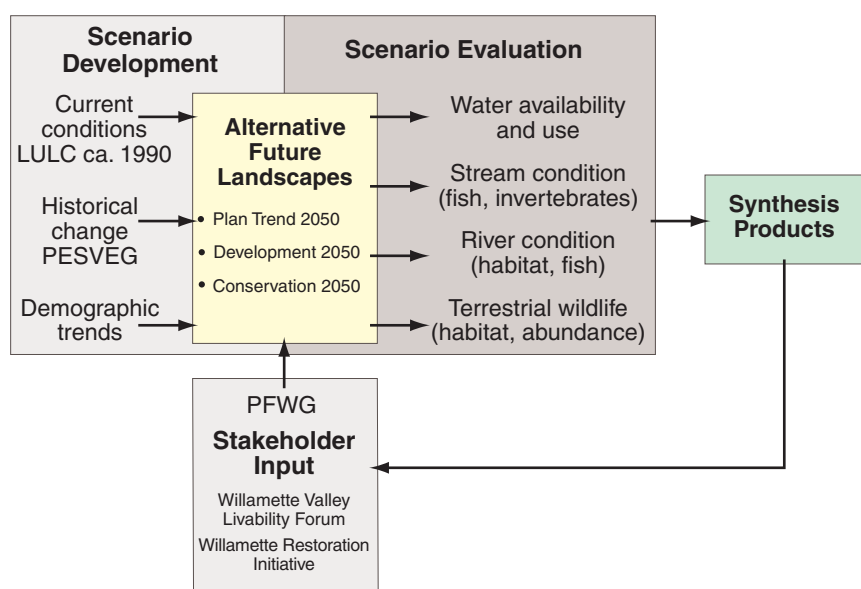 Scenario
Development
Scenario Evaluation
Current
conditions
LULC ca. 1990
Historical
change
PESVEG
Demographic
trends
Alternative
Future
Landscapes
• Plan Trend 2050
• Development 2050
• Conservation 2050
Water availability
and use
Stream condition
(fish, invertebrates)
River condition
(habitat, fish)
Terrestrial wildlife
(habitat, abundance)
Synthesis
Products
PFWG
Stakeholder
Input
Willamette Valley
Livability Forum
Willamette Restoration
Initiative